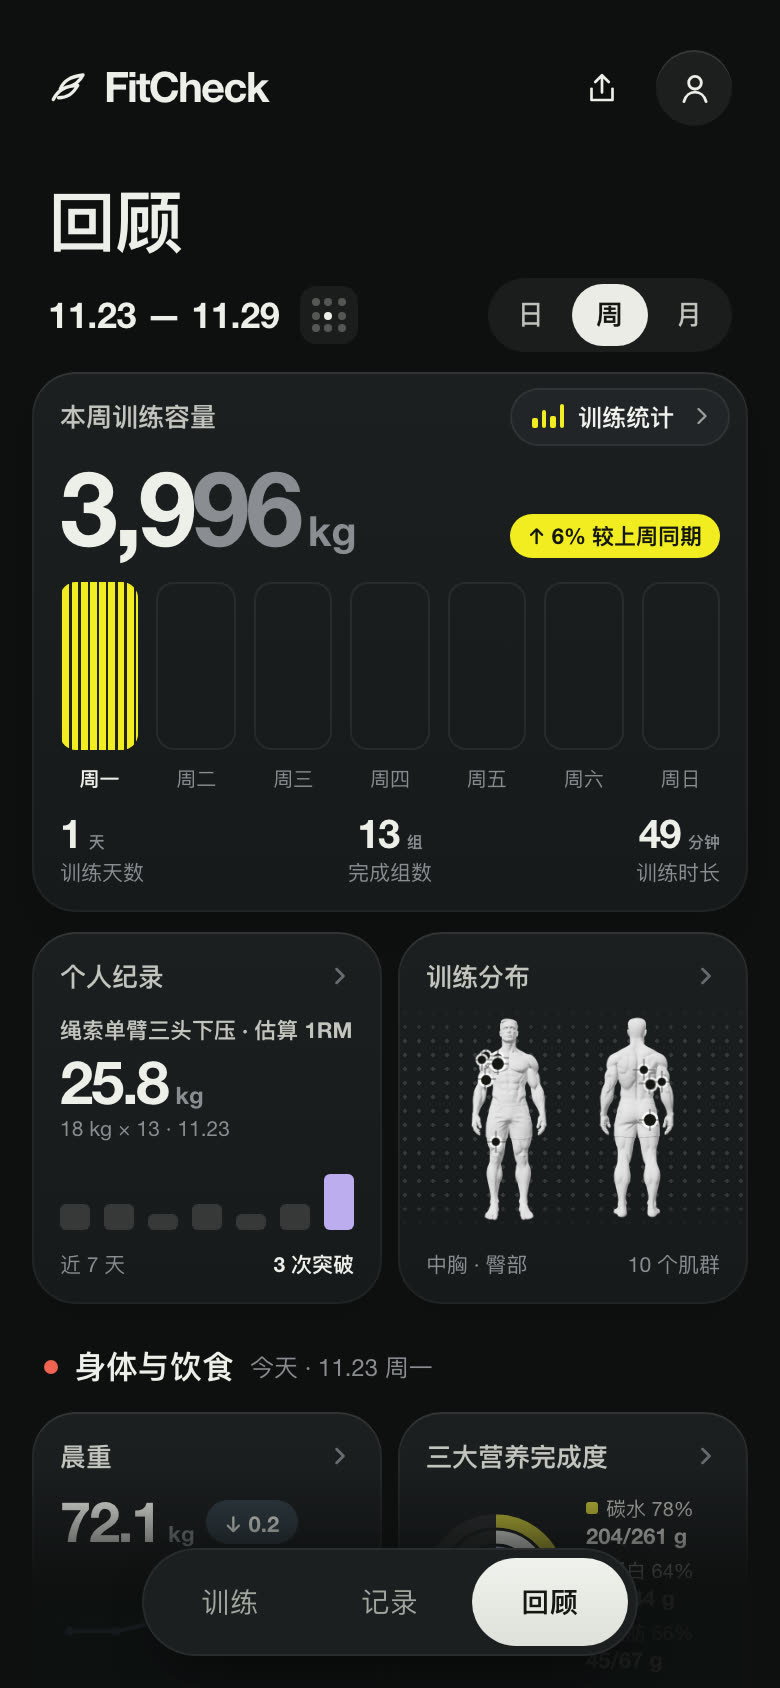 FitCheck
回顾
11.23 — 11.29
日 周 月
本周训练容量
训练统计
3,996 kg
↑ 6% 较上周同期
周一 周二 周三 周四 周五 周六 周日
1 天 13 组 49 分钟
训练天数 完成组数 训练时长
个人纪录
绳索单臂三头下压 · 估算 1RM
25.8 kg
18 kg × 13 · 11.23
近 7 天 3 次突破
训练分布
中胸 · 臀部 10 个肌群
身体与饮食 今天 · 11.23 周一
晨重
72.1 kg ↓ 0.2
三大营养完成度
碳水 78%
204/261 g
白 64%
4 g
66%
45/67 g
训练 记录 回顾